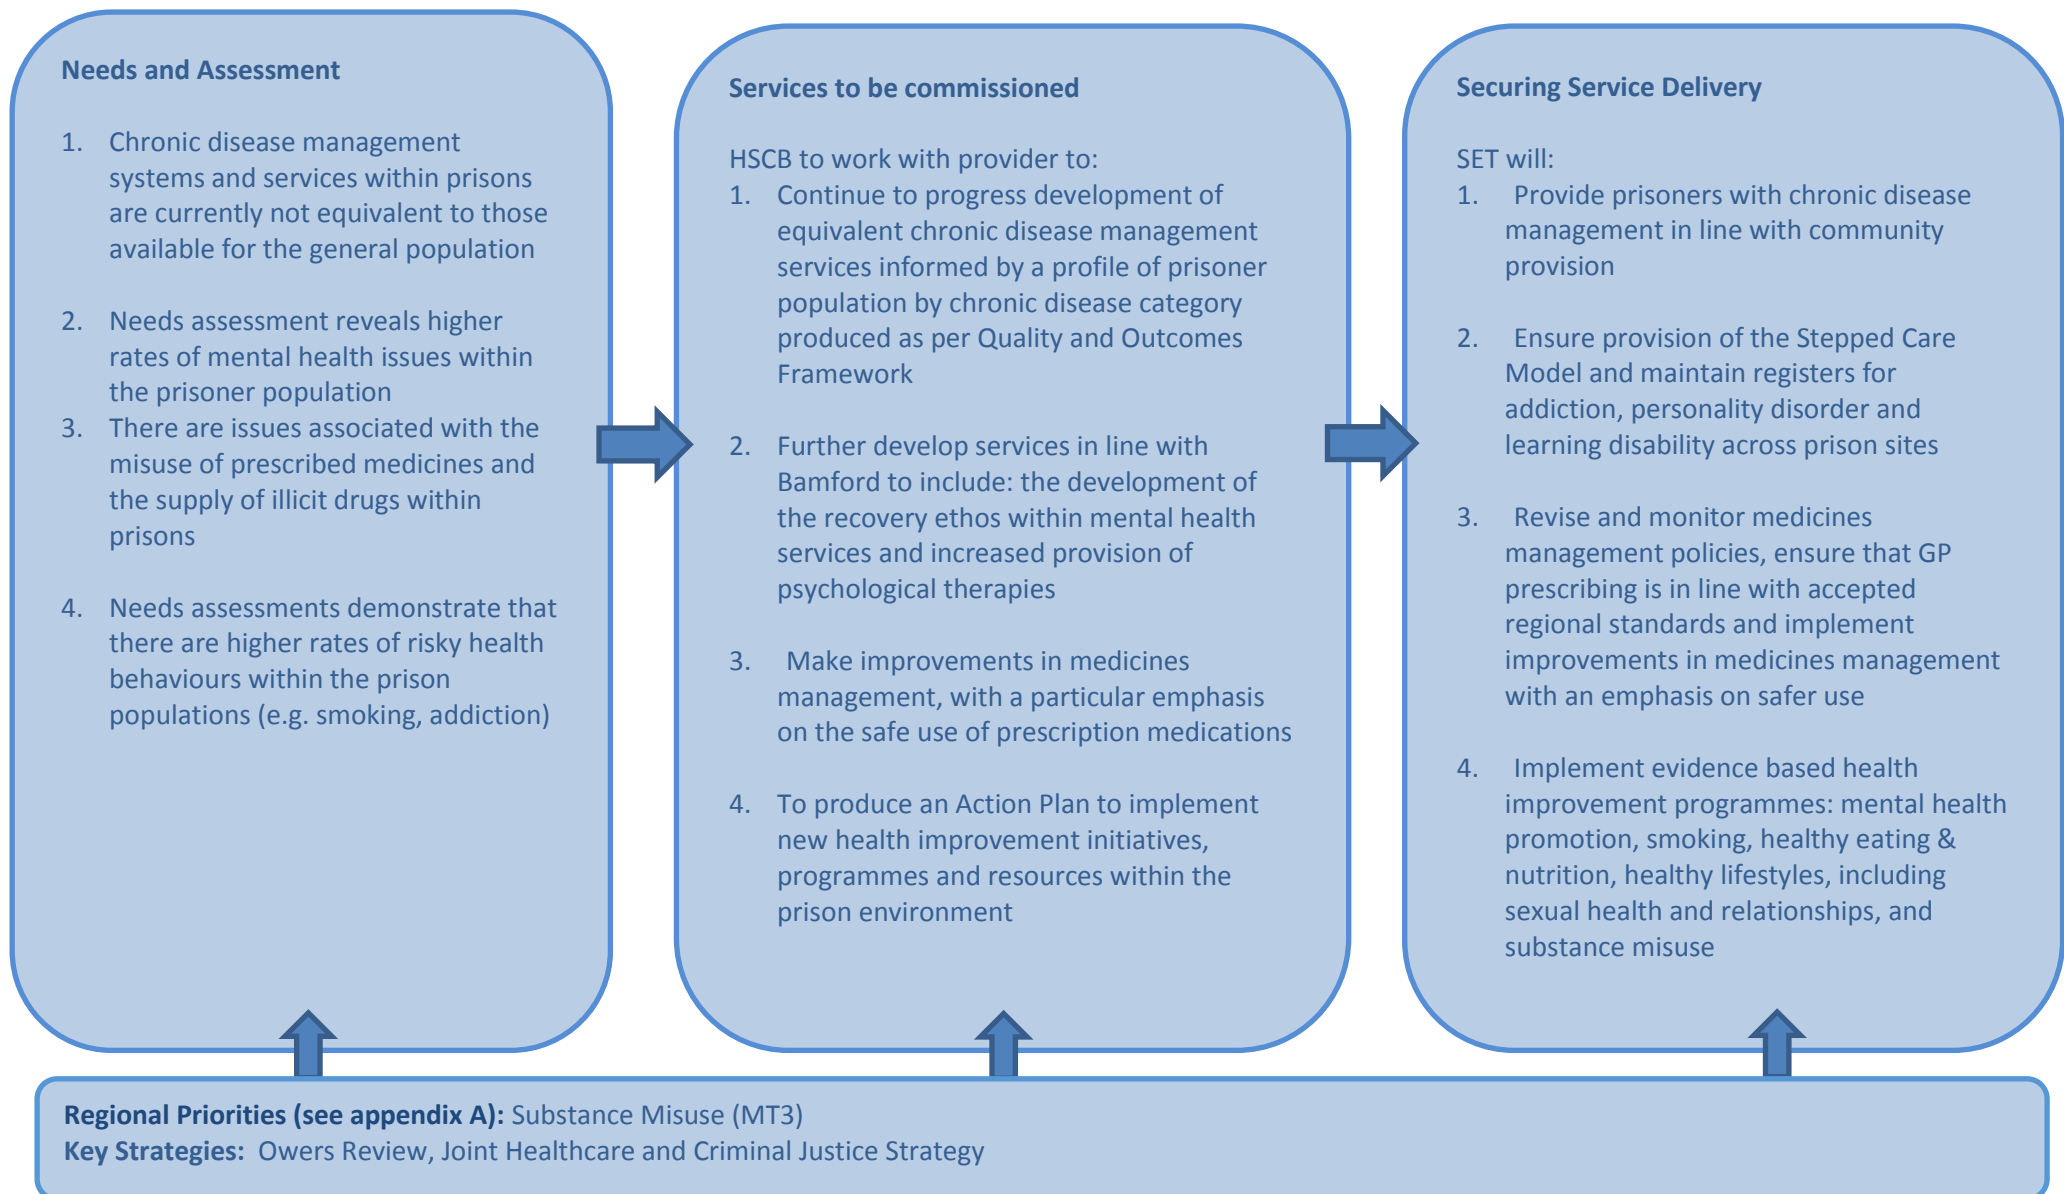 Needs and Assessment
1. Chronic disease management
systems and services within prisons
are currently not equivalent to those
available for the general population
2. Needs assessment reveals higher
rates of mental health issues within
the prisoner population
3. There are issues associated with the
misuse of prescribed medicines and
the supply of illicit drugs within
prisons
4. Needs assessments demonstrate that
there are higher rates of risky health
behaviours within the prison
populations (e.g. smoking, addiction)
Services to be commissioned
HSCB to work with provider to:
1. Continue to progress development of
equivalent chronic disease management
services informed by a profile of prisoner
population by chronic disease category
produced as per Quality and Outcomes
Framework
2. Further develop services in line with
Bamford to include: the development of
the recovery ethos within mental health
services and increased provision of
psychological therapies
3. Make improvements in medicines
management, with a particular emphasis
on the safe use of prescription medications
4. To produce an Action Plan to implement
new health improvement initiatives,
programmes and resources within the
prison environment
Securing Service Delivery
SET will:
1. Provide prisoners with chronic disease
management in line with community
provision
2. Ensure provision of the Stepped Care
Model and maintain registers for
addiction, personality disorder and
learning disability across prison sites
3. Revise and monitor medicines
management policies, ensure that GP
prescribing is in line with accepted
regional standards and implement
improvements in medicines management
with an emphasis on safer use
4. Implement evidence based health
improvement programmes: mental health
promotion, smoking, healthy eating &
nutrition, healthy lifestyles, including
sexual health and relationships, and
substance misuse
Regional Priorities (see appendix A): Substance Misuse (MT3)
Key Strategies: Owers Review, Joint Healthcare and Criminal Justice Strategy